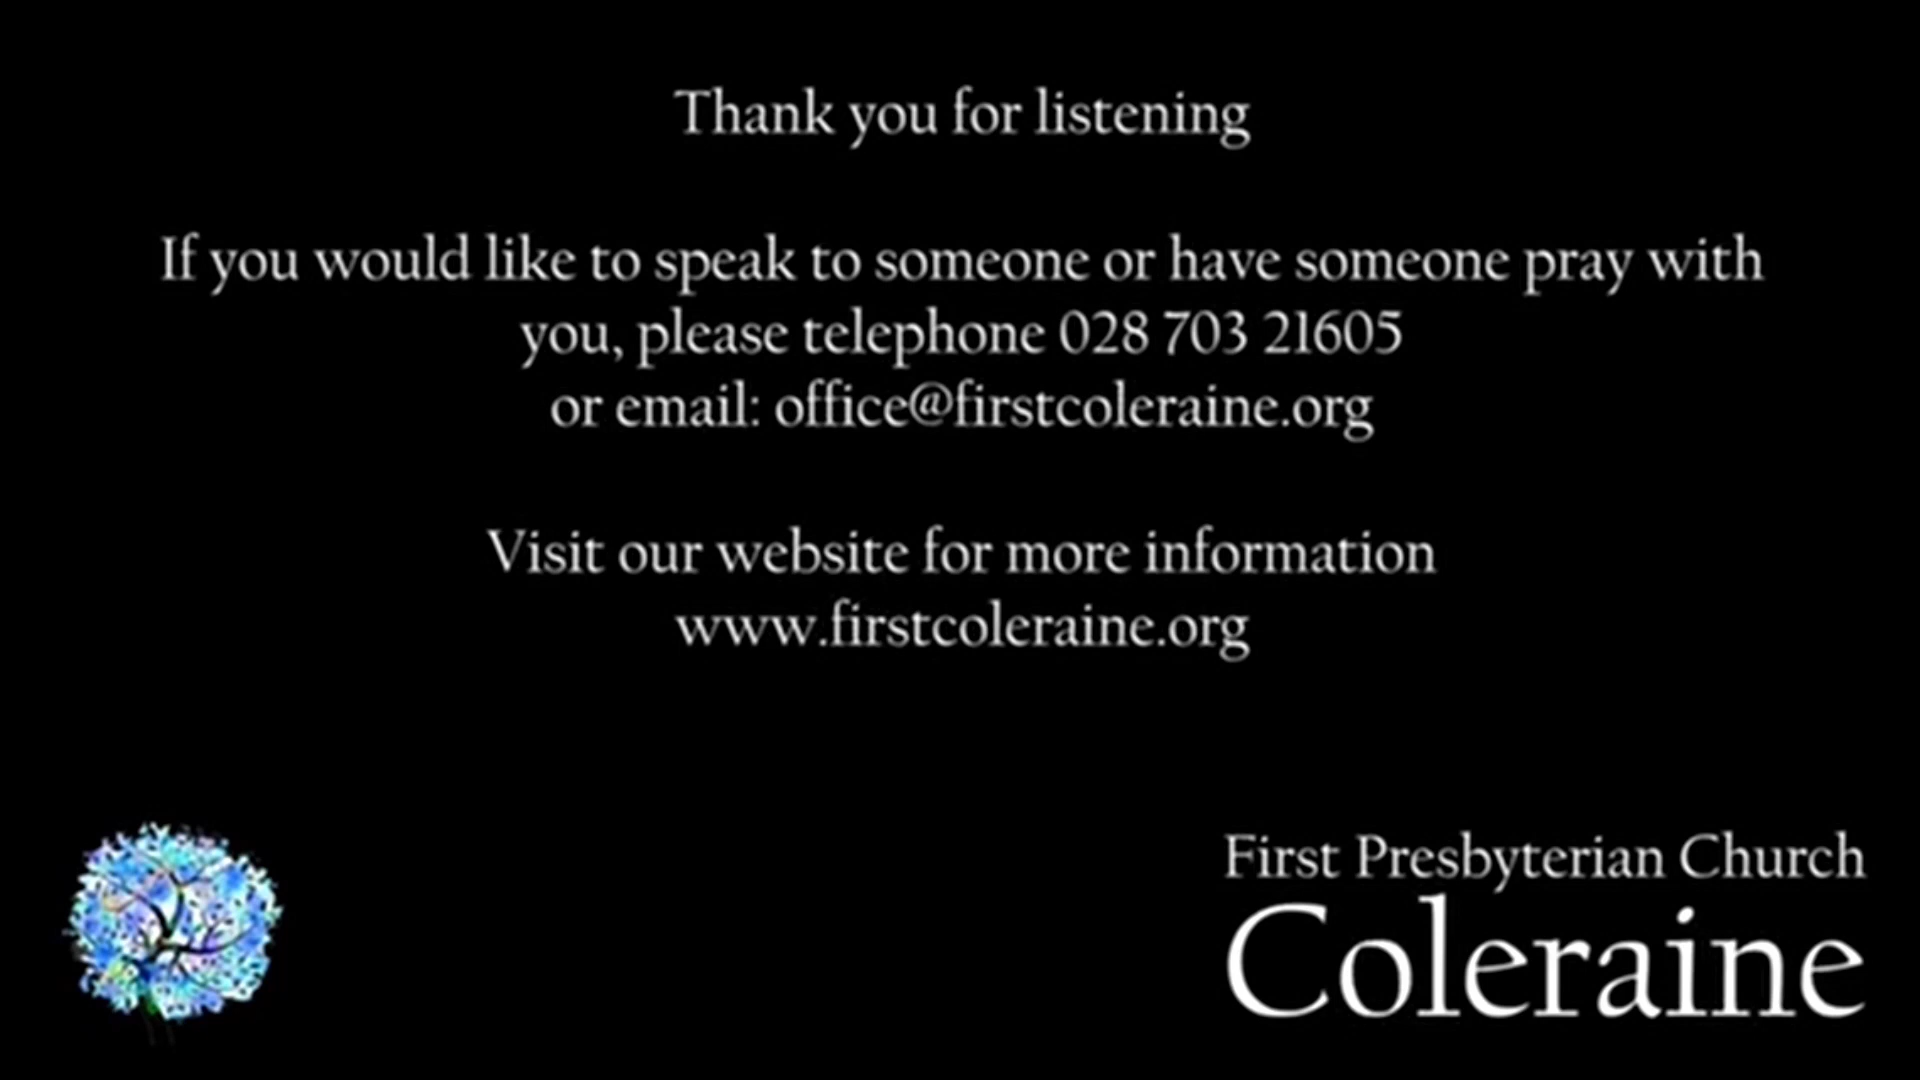 Thank you for listening
If you would like to speak to someone or have someone pray with
you, please telephone 028 703 21605
or email: office@firstcoleraine.org
Visit our website for more information
www.firstcoleraine.org
First Presbyterian Church
Coleraine